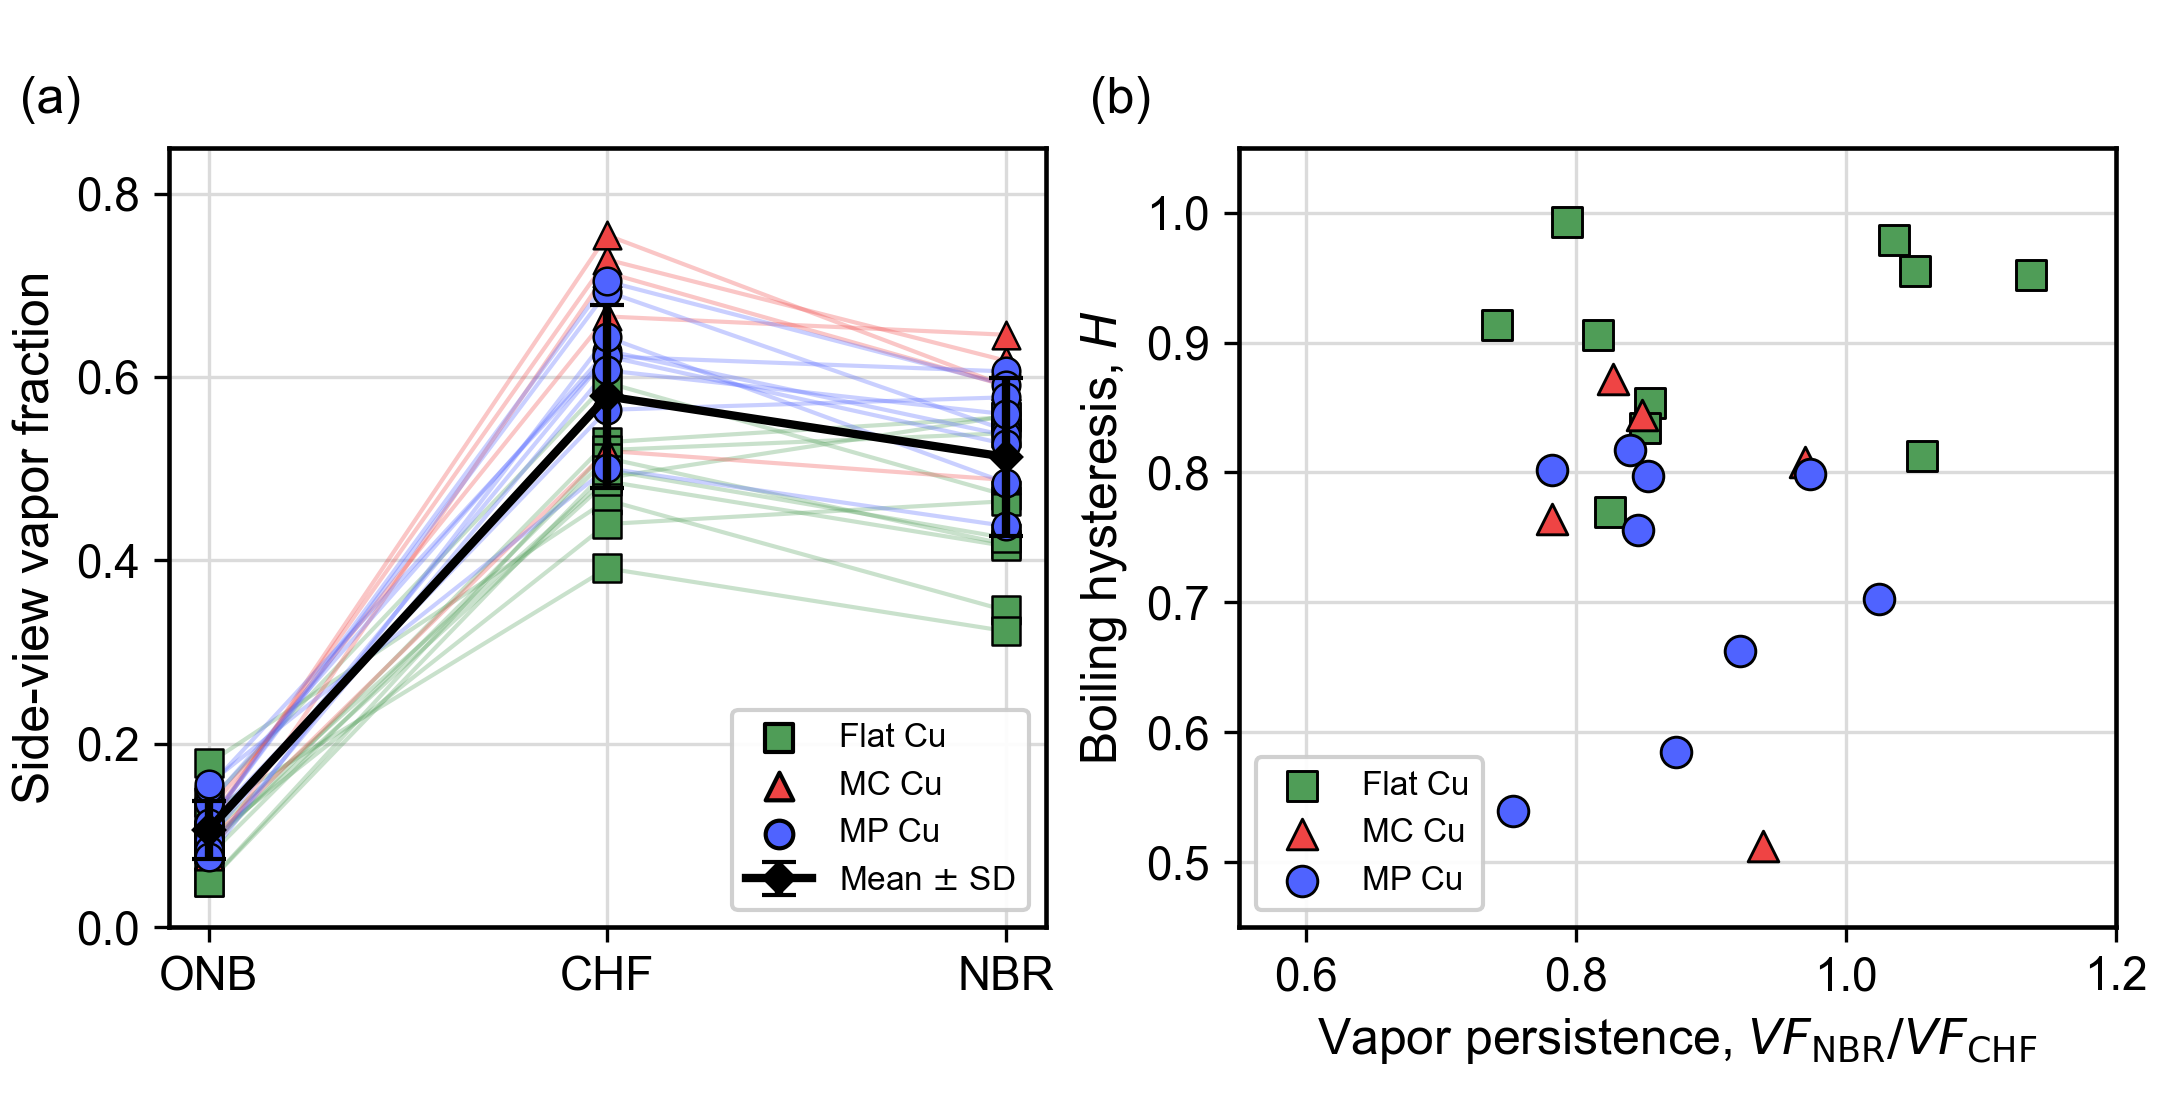 (a)
Side-view vapor fraction
0.8
0.6
0.4
0.2
0.0
ONB
CHF
NBR
Flat Cu
MC Cu
MP Cu
Mean ± SD
(b)
Boiling hysteresis, H
1.0
0.9
0.8
0.7
0.6
0.5
0.6
0.8
1.0
1.2
Flat Cu
MC Cu
MP Cu
Vapor persistence, VF_NBR/VF_CHF